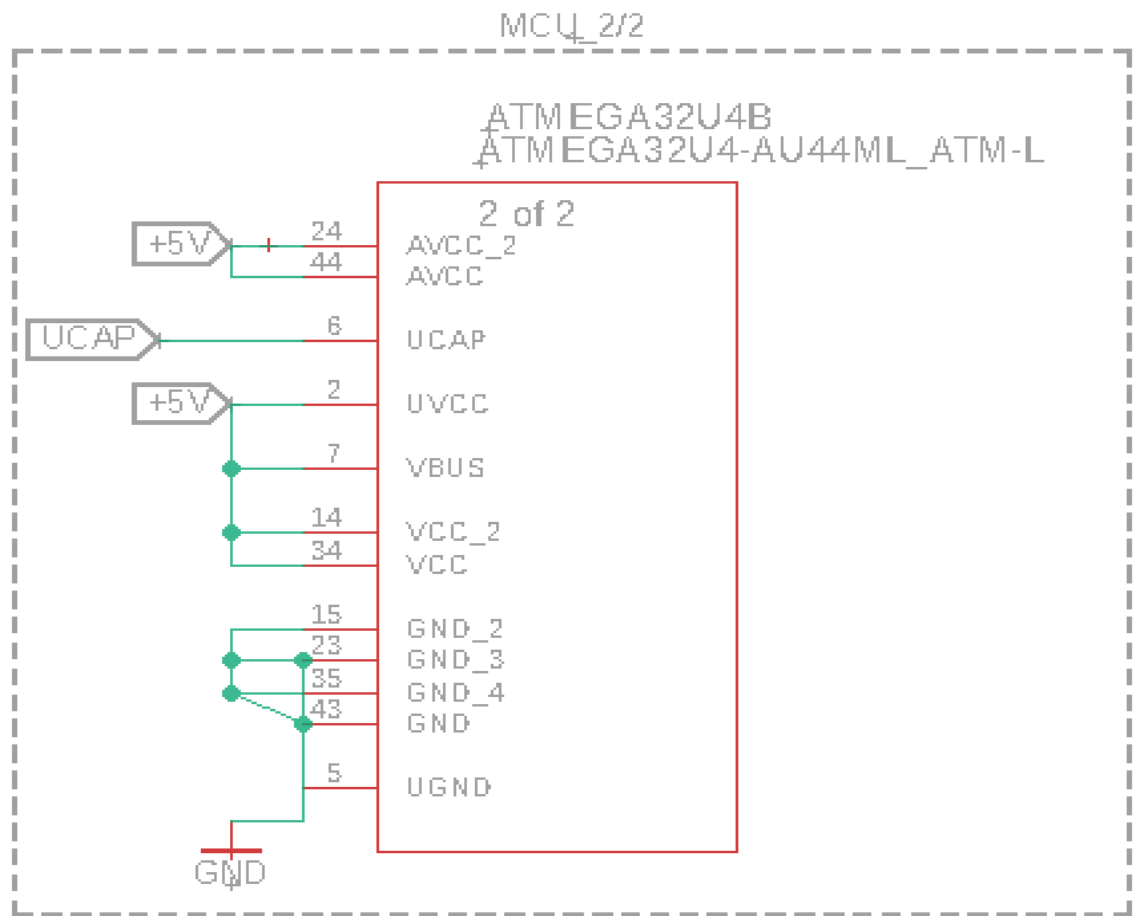 MCU_2/2
ATMEGA32U4B
ATMEGA32U4-AU44ML_ATM-L
2 of 2
+5V 24 AVCC_2
44 AVCC
UCAP 6 UCAP
+5V 2 UVCC
7 VBUS
14 VCC_2
34 VCC
15 GND_2
23 GND_3
35 GND_4
43 GND
5 UGND
GND